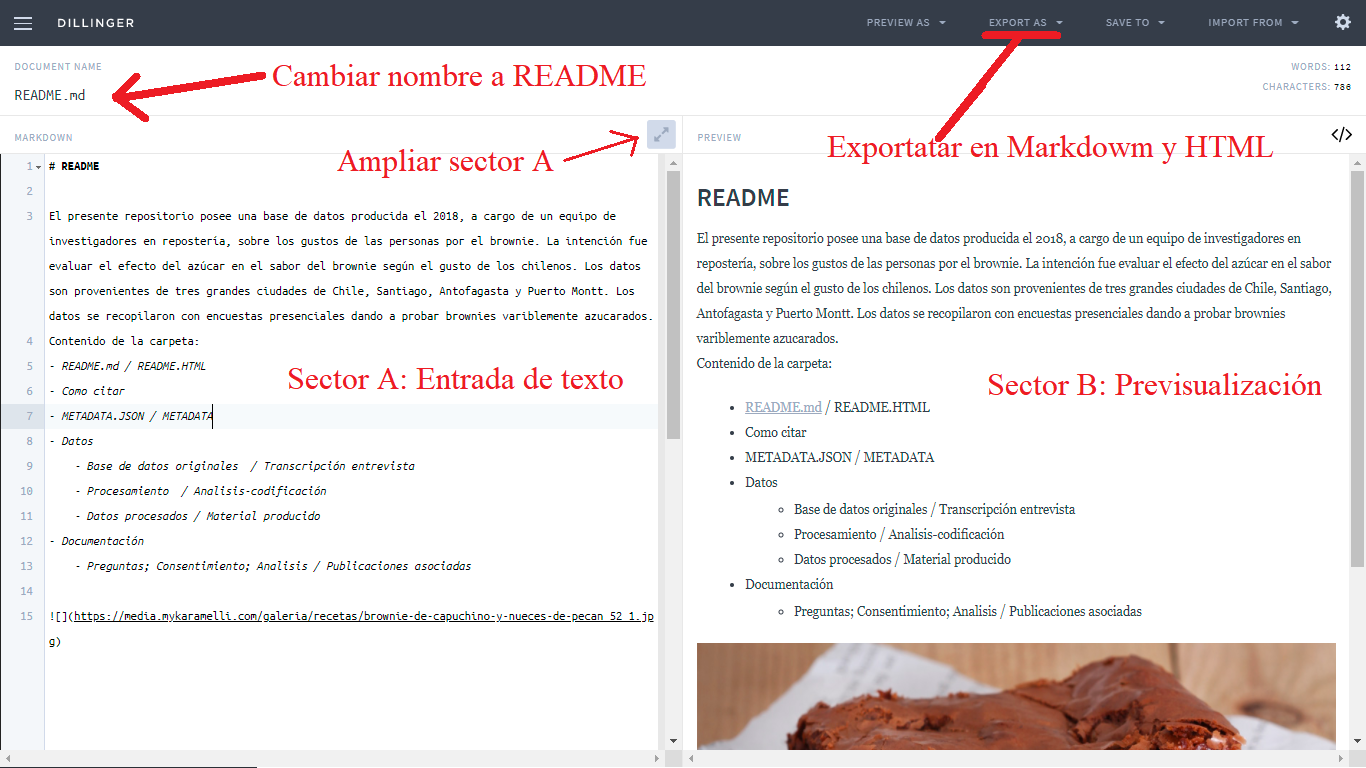 DILLINGER
PREVIEW AS
EXPORT AS
SAVE TO
IMPORT FROM
DOCUMENT NAME
README.md
Cambiar nombre a README
WORDS: 112
CHARACTERS: 786
MARKDOWN
Ampliar sector A
PREVIEW
Exportatar en Markdowm y HTML
</>
1 # README
2
3 El presente repositorio posee una base de datos producida el 2018, a cargo de un equipo de
investigadores en repostería, sobre los gustos de las personas por el brownie. La intención fue
evaluar el efecto del azúcar en el sabor del brownie según el gusto de los chilenos. Los datos
son provenientes de tres grandes ciudades de Chile, Santiago, Antofagasta y Puerto Montt. Los
datos se recopilaron con encuestas presenciales dando a probar brownies variblemente azucarados.
4 Contenido de la carpeta:
5 - README.md / README.HTML
6 - Como citar
7 - METADATA.JSON / METADATA
8 - Datos
9 - Base de datos originales / Transcripción entrevista
10 - Procesamiento / Analisis-codificación
11 - Datos procesados / Material producido
12 - Documentación
13 - Preguntas; Consentimiento; Analisis / Publicaciones asociadas
14
15 ![](https://media.mykaramelli.com/galeria/recetas/brownie-de-capuchino-y-nueces-de-pecan_52_1.jp
g)
Sector A: Entrada de texto
README
El presente repositorio posee una base de datos producida el 2018, a cargo de un equipo de investigadores en
repostería, sobre los gustos de las personas por el brownie. La intención fue evaluar el efecto del azúcar en el sabor
del brownie según el gusto de los chilenos. Los datos son provenientes de tres grandes ciudades de Chile, Santiago,
Antofagasta y Puerto Montt. Los datos se recopilaron con encuestas presenciales dando a probar brownies
variblemente azucarados.
Contenido de la carpeta:
Sector B: Previsualización
• README.md / README.HTML
• Como citar
• METADATA.JSON / METADATA
• Datos
◦ Base de datos originales / Transcripción entrevista
◦ Procesamiento / Analisis-codificación
◦ Datos procesados / Material producido
• Documentación
◦ Preguntas; Consentimiento; Analisis / Publicaciones asociadas